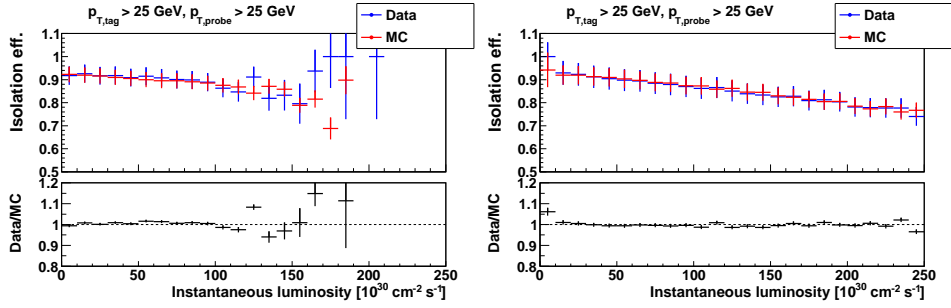 p_T,tag > 25 GeV, p_T,probe > 25 GeV
Data
MC
Isolation eff.
1.1
1
0.9
0.8
0.7
0.6
0.5
Data/MC
1.2
1.1
1
0.9
0.8
0 50 100 150 200 250
Instantaneous luminosity [10^30 cm^-2 s^-1]
p_T,tag > 25 GeV, p_T,probe > 25 GeV
Data
MC
Isolation eff.
1.1
1
0.9
0.8
0.7
0.6
0.5
Data/MC
1.2
1.1
1
0.9
0.8
0 50 100 150 200 250
Instantaneous luminosity [10^30 cm^-2 s^-1]